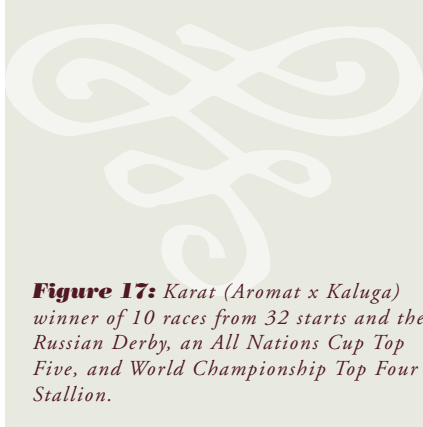 Figure 17: Karat (Aromat x Kaluga)
winner of 10 races from 32 starts and the
Russian Derby, an All Nations Cup Top
Five, and World Championship Top Four
Stallion.